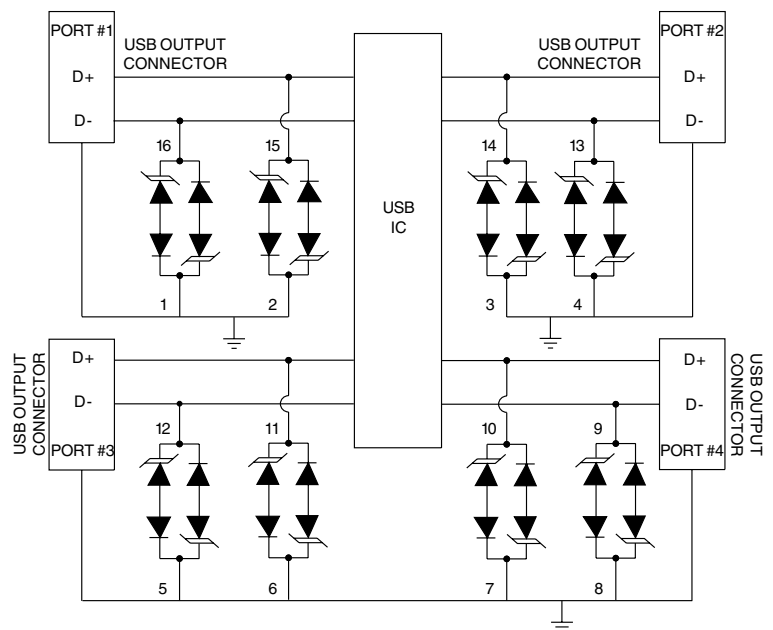 PORT #1
USB OUTPUT
CONNECTOR
D+
D-
USB OUTPUT
CONNECTOR
PORT #2
D+
D-
16
15
14
13
USB
IC
1
2
3
4
USB OUTPUT
CONNECTOR
D+
D-
PORT #3
D+
D-
PORT #4
USB OUTPUT
CONNECTOR
12
11
10
9
5
6
7
8